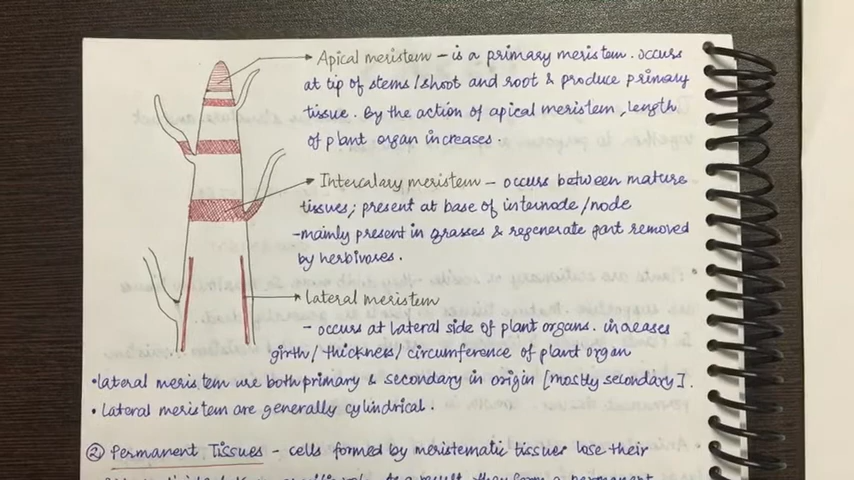 Apical meristem - is a primary meristem. occurs
at tip of stems/shoot and root & produce primary
tissue. By the action of apical meristem, length
of plant organ increases.
Intercalary meristem - occurs between mature
tissues; present at base of internode/node
-mainly present in grasses & regenerate part removed
by herbivores.
Lateral meristem
- occurs at lateral side of plant organs. increases
girth/thickness/circumference of plant organ
•lateral meristem are both primary & secondary in origin [mostly secondary].
• Lateral meristem are generally cylindrical.
② Permanent Tissues - cells formed by meristematic tissues lose their